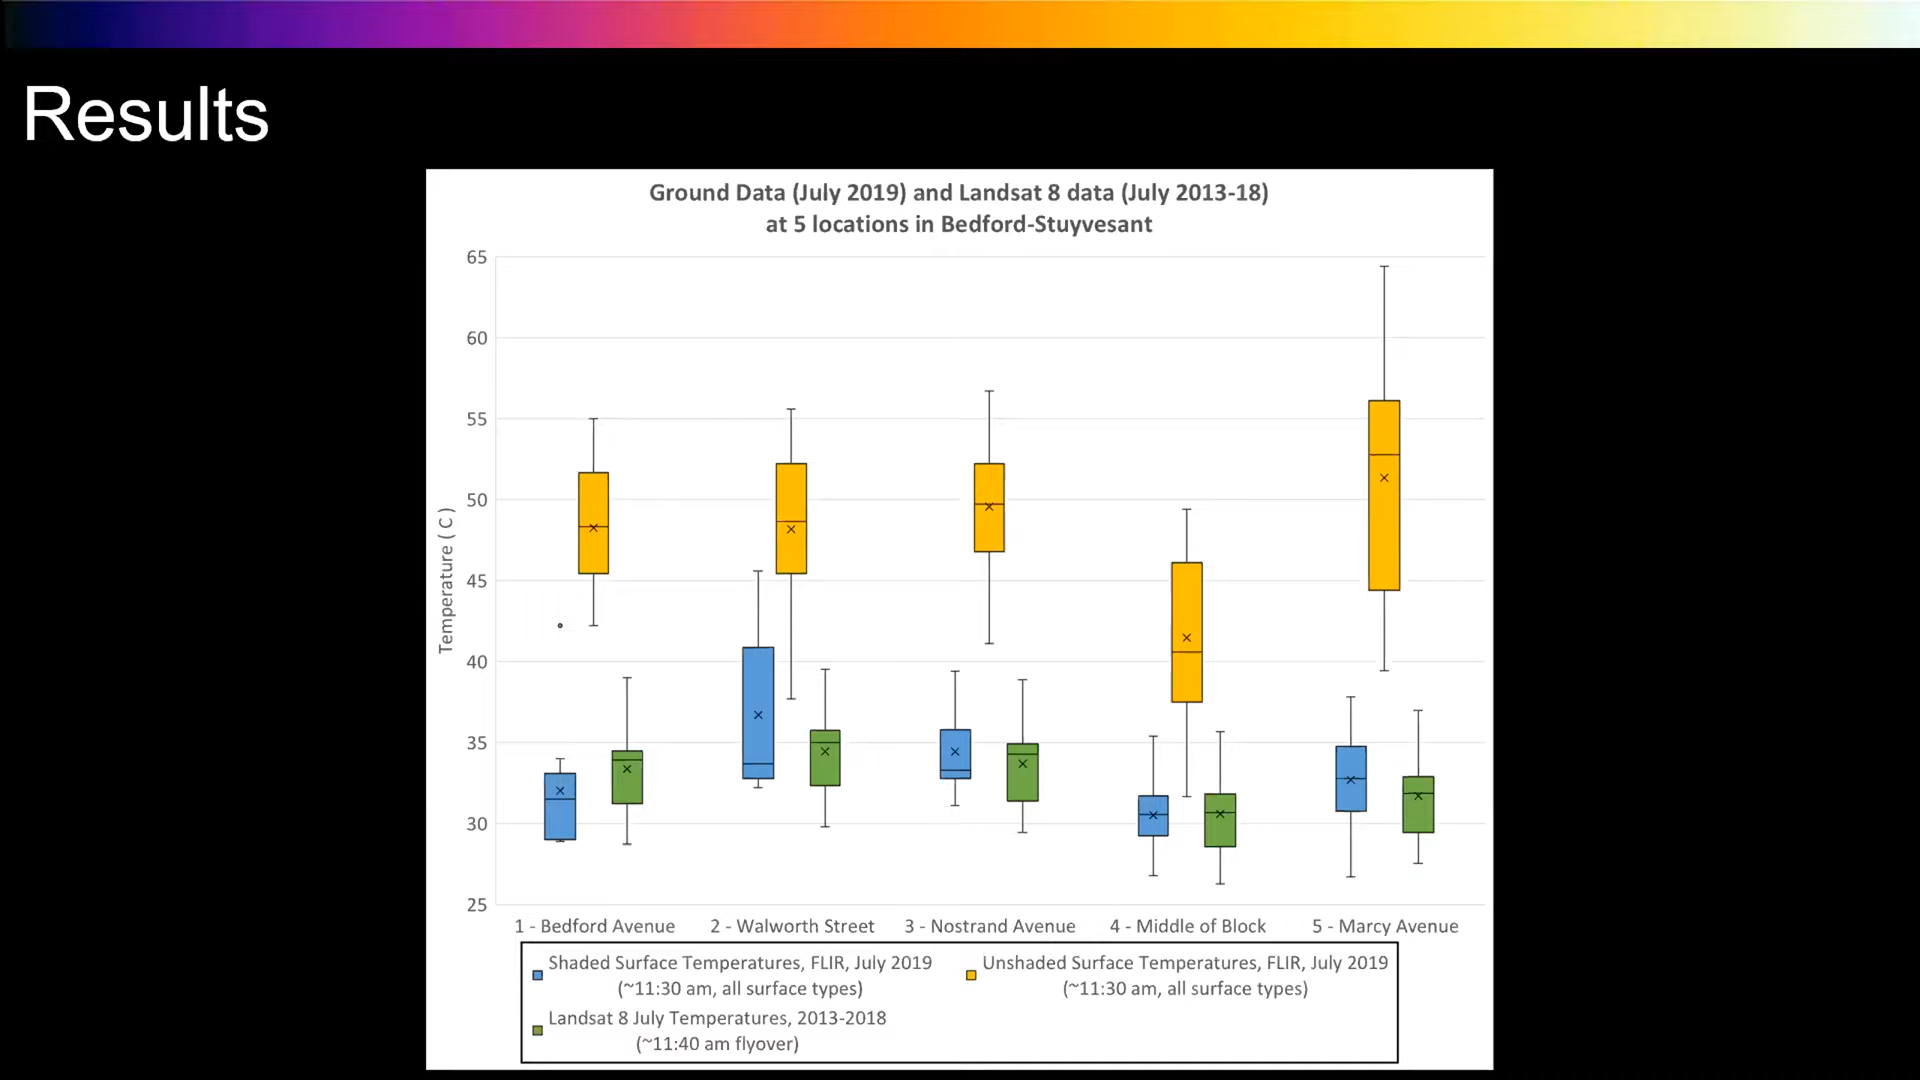 Results
Ground Data (July 2019) and Landsat 8 data (July 2013-18)
at 5 locations in Bedford-Stuyvesant
65
60
55
50
45
40
35
30
25
Temperature ( C )
1 - Bedford Avenue
2 - Walworth Street
3 - Nostrand Avenue
4 - Middle of Block
5 - Marcy Avenue
Shaded Surface Temperatures, FLIR, July 2019
(~11:30 am, all surface types)
Unshaded Surface Temperatures, FLIR, July 2019
(~11:30 am, all surface types)
Landsat 8 July Temperatures, 2013-2018
(~11:40 am flyover)